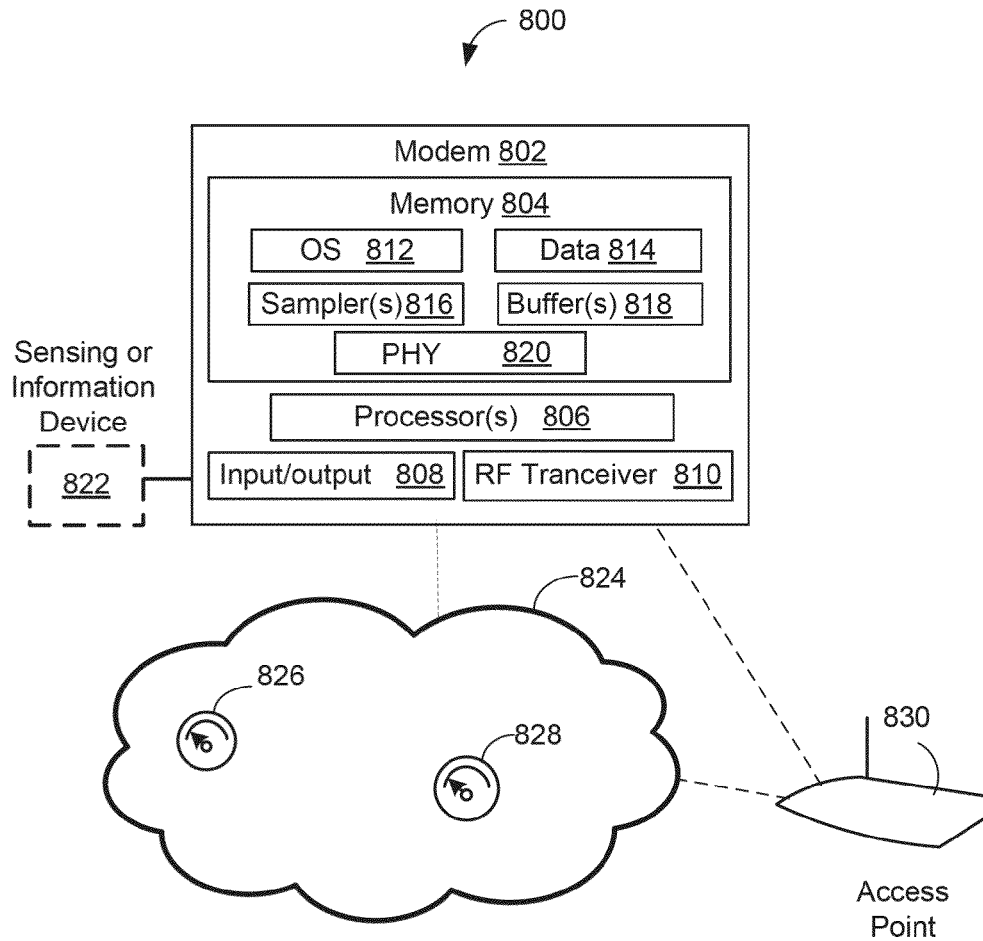 800
Modem 802
Memory 804
OS 812
Data 814
Sampler(s) 816
Buffer(s) 818
PHY 820
Sensing or
Information
Device
822
Processor(s) 806
Input/output 808
RF Tranceiver 810
824
826
828
830
Access
Point